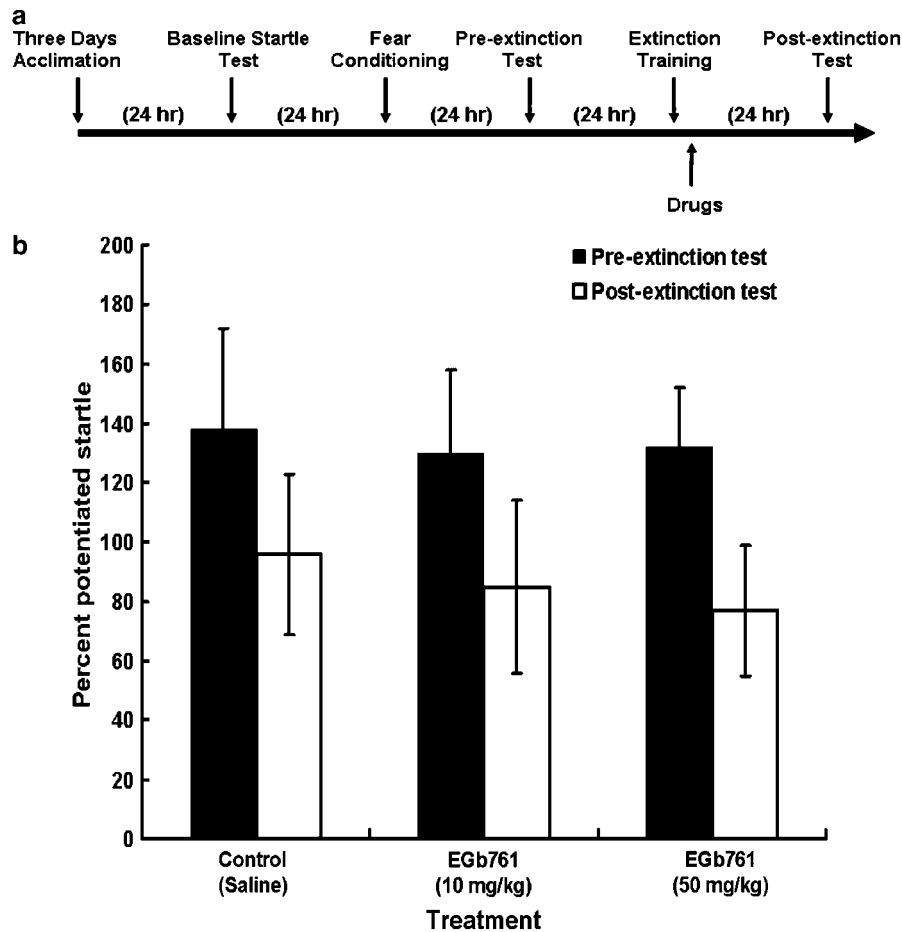 a
Three Days Acclimation
Baseline Startle Test
Fear Conditioning
Pre-extinction Test
Extinction Training
Post-extinction Test
(24 hr) (24 hr) (24 hr) (24 hr) (24 hr)
Drugs
b
200
180
160
140
120
100
80
60
40
20
0
Percent potentiated startle
Pre-extinction test
Post-extinction test
Control
(Saline)
EGb761
(10 mg/kg)
EGb761
(50 mg/kg)
Treatment